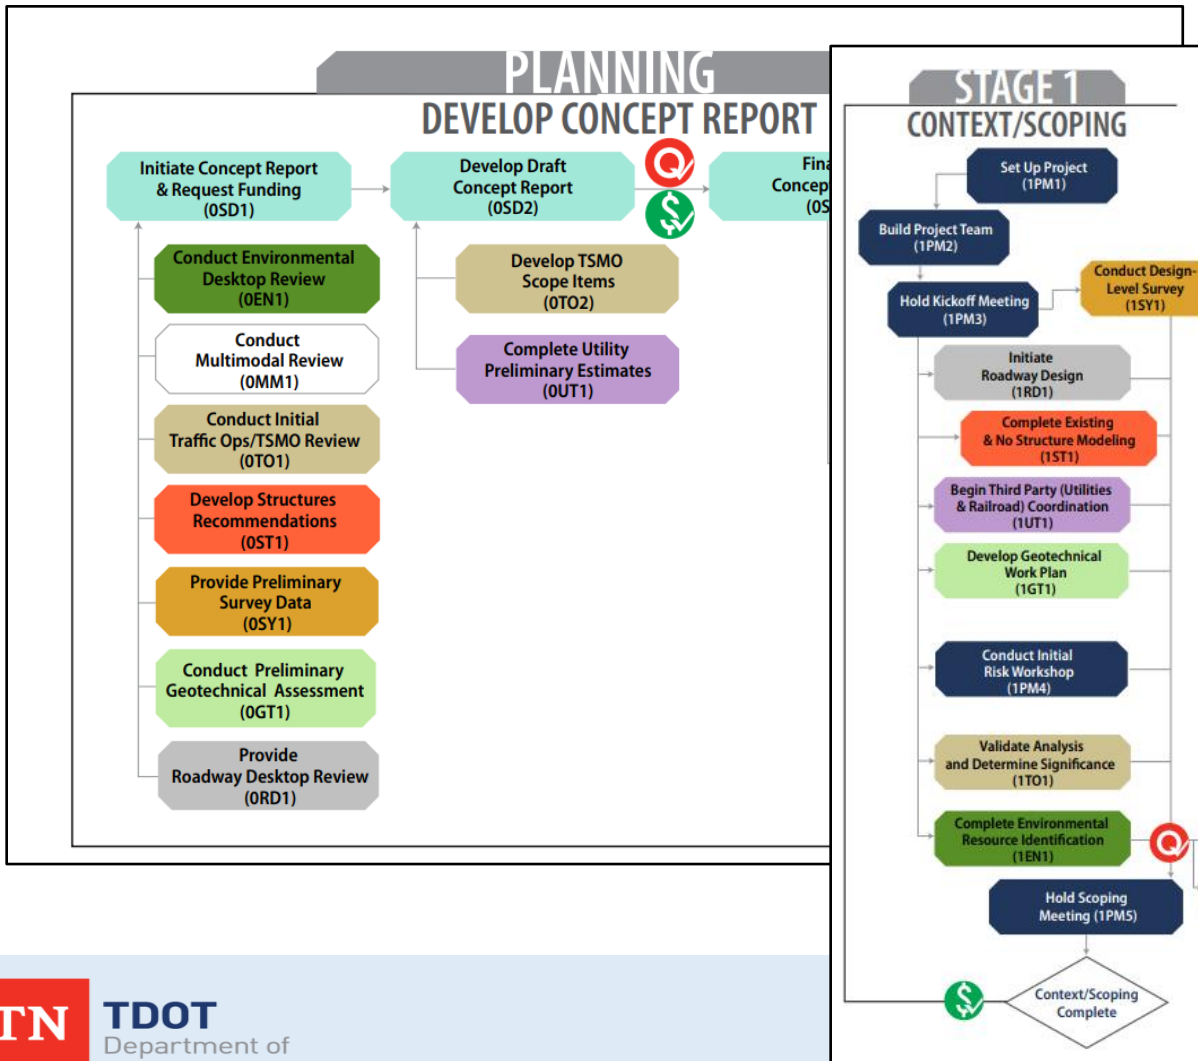 PLANNING
DEVELOP CONCEPT REPORT
Initiate Concept Report
& Request Funding
(0SD1)
Develop Draft
Concept Report
(0SD2)
Conduct Environmental
Desktop Review
(0EN1)
Conduct
Multimodal Review
(0MM1)
Conduct Initial
Traffic Ops/TSMO Review
(0TO1)
Develop Structures
Recommendations
(0ST1)
Provide Preliminary
Survey Data
(0SY1)
Conduct Preliminary
Geotechnical Assessment
(0GT1)
Provide
Roadway Desktop Review
(0RD1)
Develop TSMO
Scope Items
(0TO2)
Complete Utility
Preliminary Estimates
(0UT1)
Q
$
Fina
Concep
(0S
STAGE 1
CONTEXT/SCOPING
Set Up Project
(1PM1)
Build Project Team
(1PM2)
Hold Kickoff Meeting
(1PM3)
Conduct Design-
Level Survey
(1SY1)
Initiate
Roadway Design
(1RD1)
Complete Existing
& No Structure Modeling
(1ST1)
Begin Third Party (Utilities
& Railroad) Coordination
(1UT1)
Develop Geotechnical
Work Plan
(1GT1)
Conduct Initial
Risk Workshop
(1PM4)
Validate Analysis
and Determine Significance
(1TO1)
Complete Environmental
Resource Identification
(1EN1)
Q
Hold Scoping
Meeting (1PM5)
$
Context/Scoping
Complete
TN
TDOT
Department of